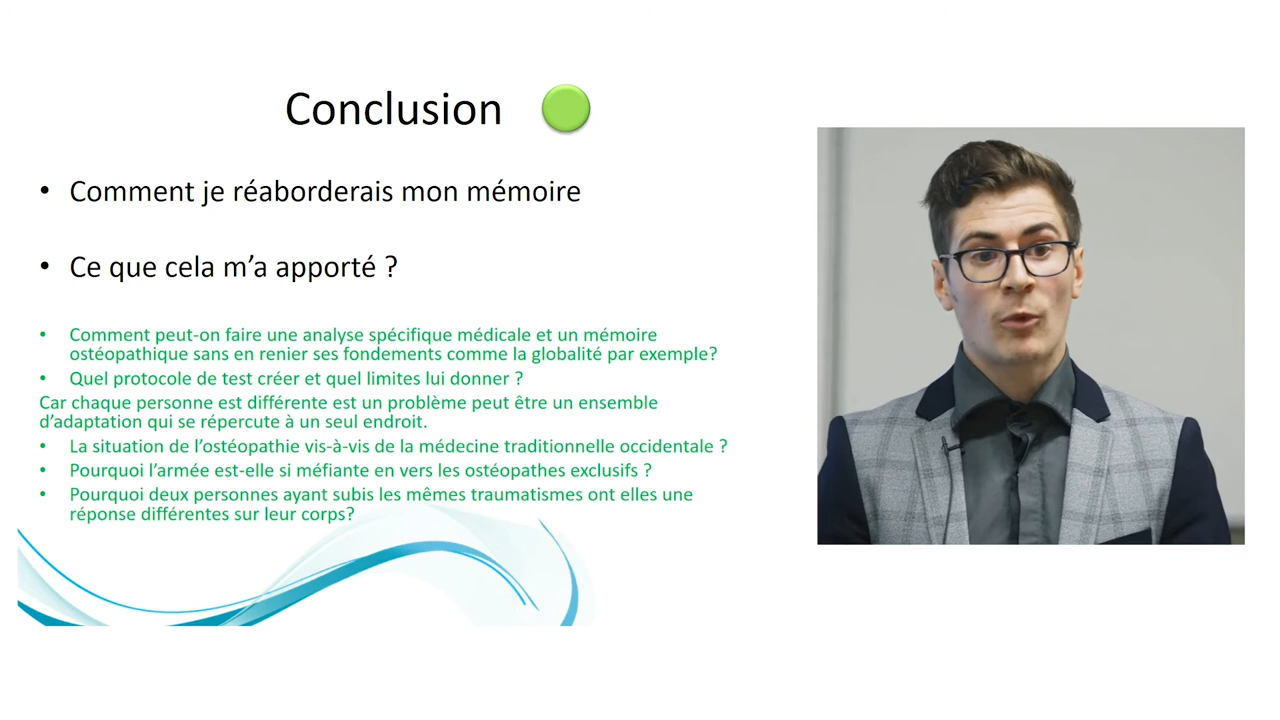 Conclusion
• Comment je réaborderais mon mémoire
• Ce que cela m’a apporté ?
• Comment peut-on faire une analyse spécifique médicale et un mémoire
ostéopathique sans en renier ses fondements comme la globalité par exemple?
• Quel protocole de test créer et quel limites lui donner ?
Car chaque personne est différente est un problème peut être un ensemble
d’adaptation qui se répercute à un seul endroit.
• La situation de l’ostéopathie vis-à-vis de la médecine traditionnelle occidentale ?
• Pourquoi l’armée est-elle si méfiante en vers les ostéopathes exclusifs ?
• Pourquoi deux personnes ayant subis les mêmes traumatismes ont elles une
réponse différentes sur leur corps?